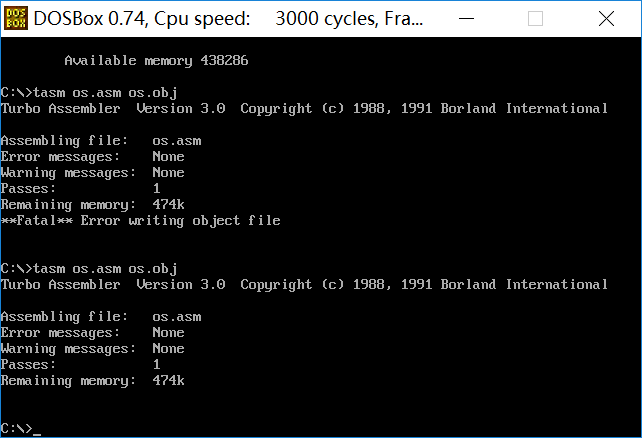 DOS BOX DOSBox 0.74, Cpu speed: 3000 cycles, Fra...
Available memory 438286
C:\>tasm os.asm os.obj
Turbo Assembler Version 3.0 Copyright (c) 1988, 1991 Borland International
Assembling file: os.asm
Error messages: None
Warning messages: None
Passes: 1
Remaining memory: 474k
**Fatal** Error writing object file
C:\>tasm os.asm os.obj
Turbo Assembler Version 3.0 Copyright (c) 1988, 1991 Borland International
Assembling file: os.asm
Error messages: None
Warning messages: None
Passes: 1
Remaining memory: 474k
C:\>_